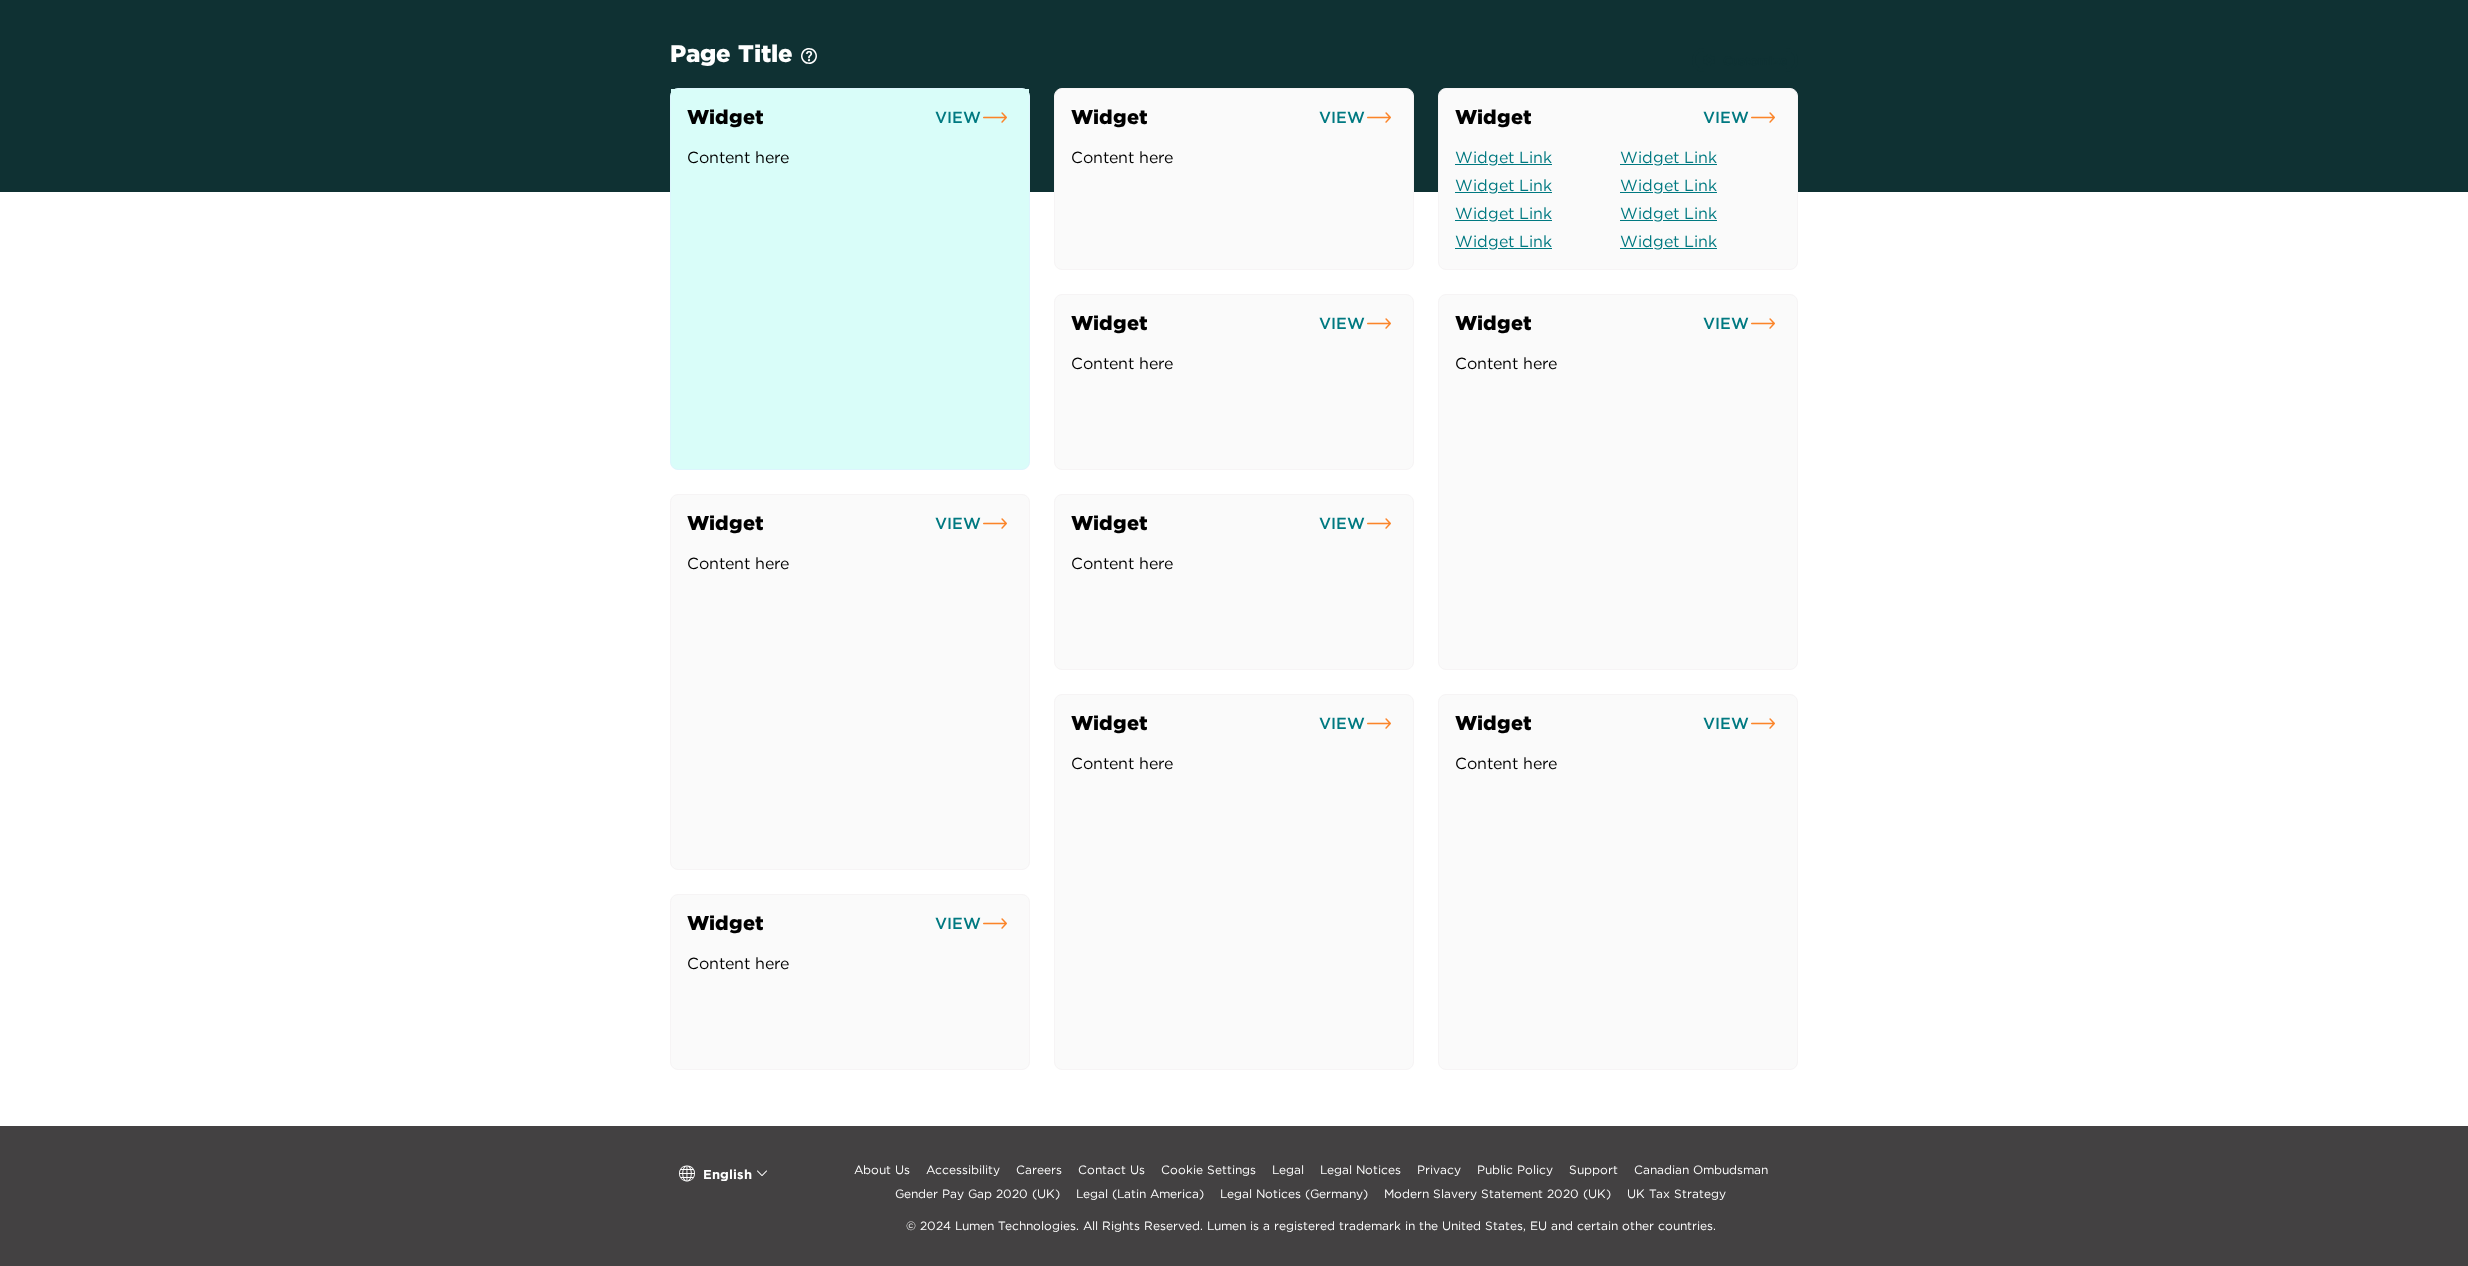 Page Title
Widget VIEW
Content here
Widget VIEW
Content here
Widget VIEW
Widget Link Widget Link
Widget Link Widget Link
Widget Link Widget Link
Widget Link Widget Link
Widget VIEW
Content here
Widget VIEW
Content here
Widget VIEW
Content here
Widget VIEW
Content here
Widget VIEW
Content here
Widget VIEW
Content here
Widget VIEW
Content here
English
About Us Accessibility Careers Contact Us Cookie Settings Legal Legal Notices Privacy Public Policy Support Canadian Ombudsman
Gender Pay Gap 2020 (UK) Legal (Latin America) Legal Notices (Germany) Modern Slavery Statement 2020 (UK) UK Tax Strategy
© 2024 Lumen Technologies. All Rights Reserved. Lumen is a registered trademark in the United States, EU and certain other countries.